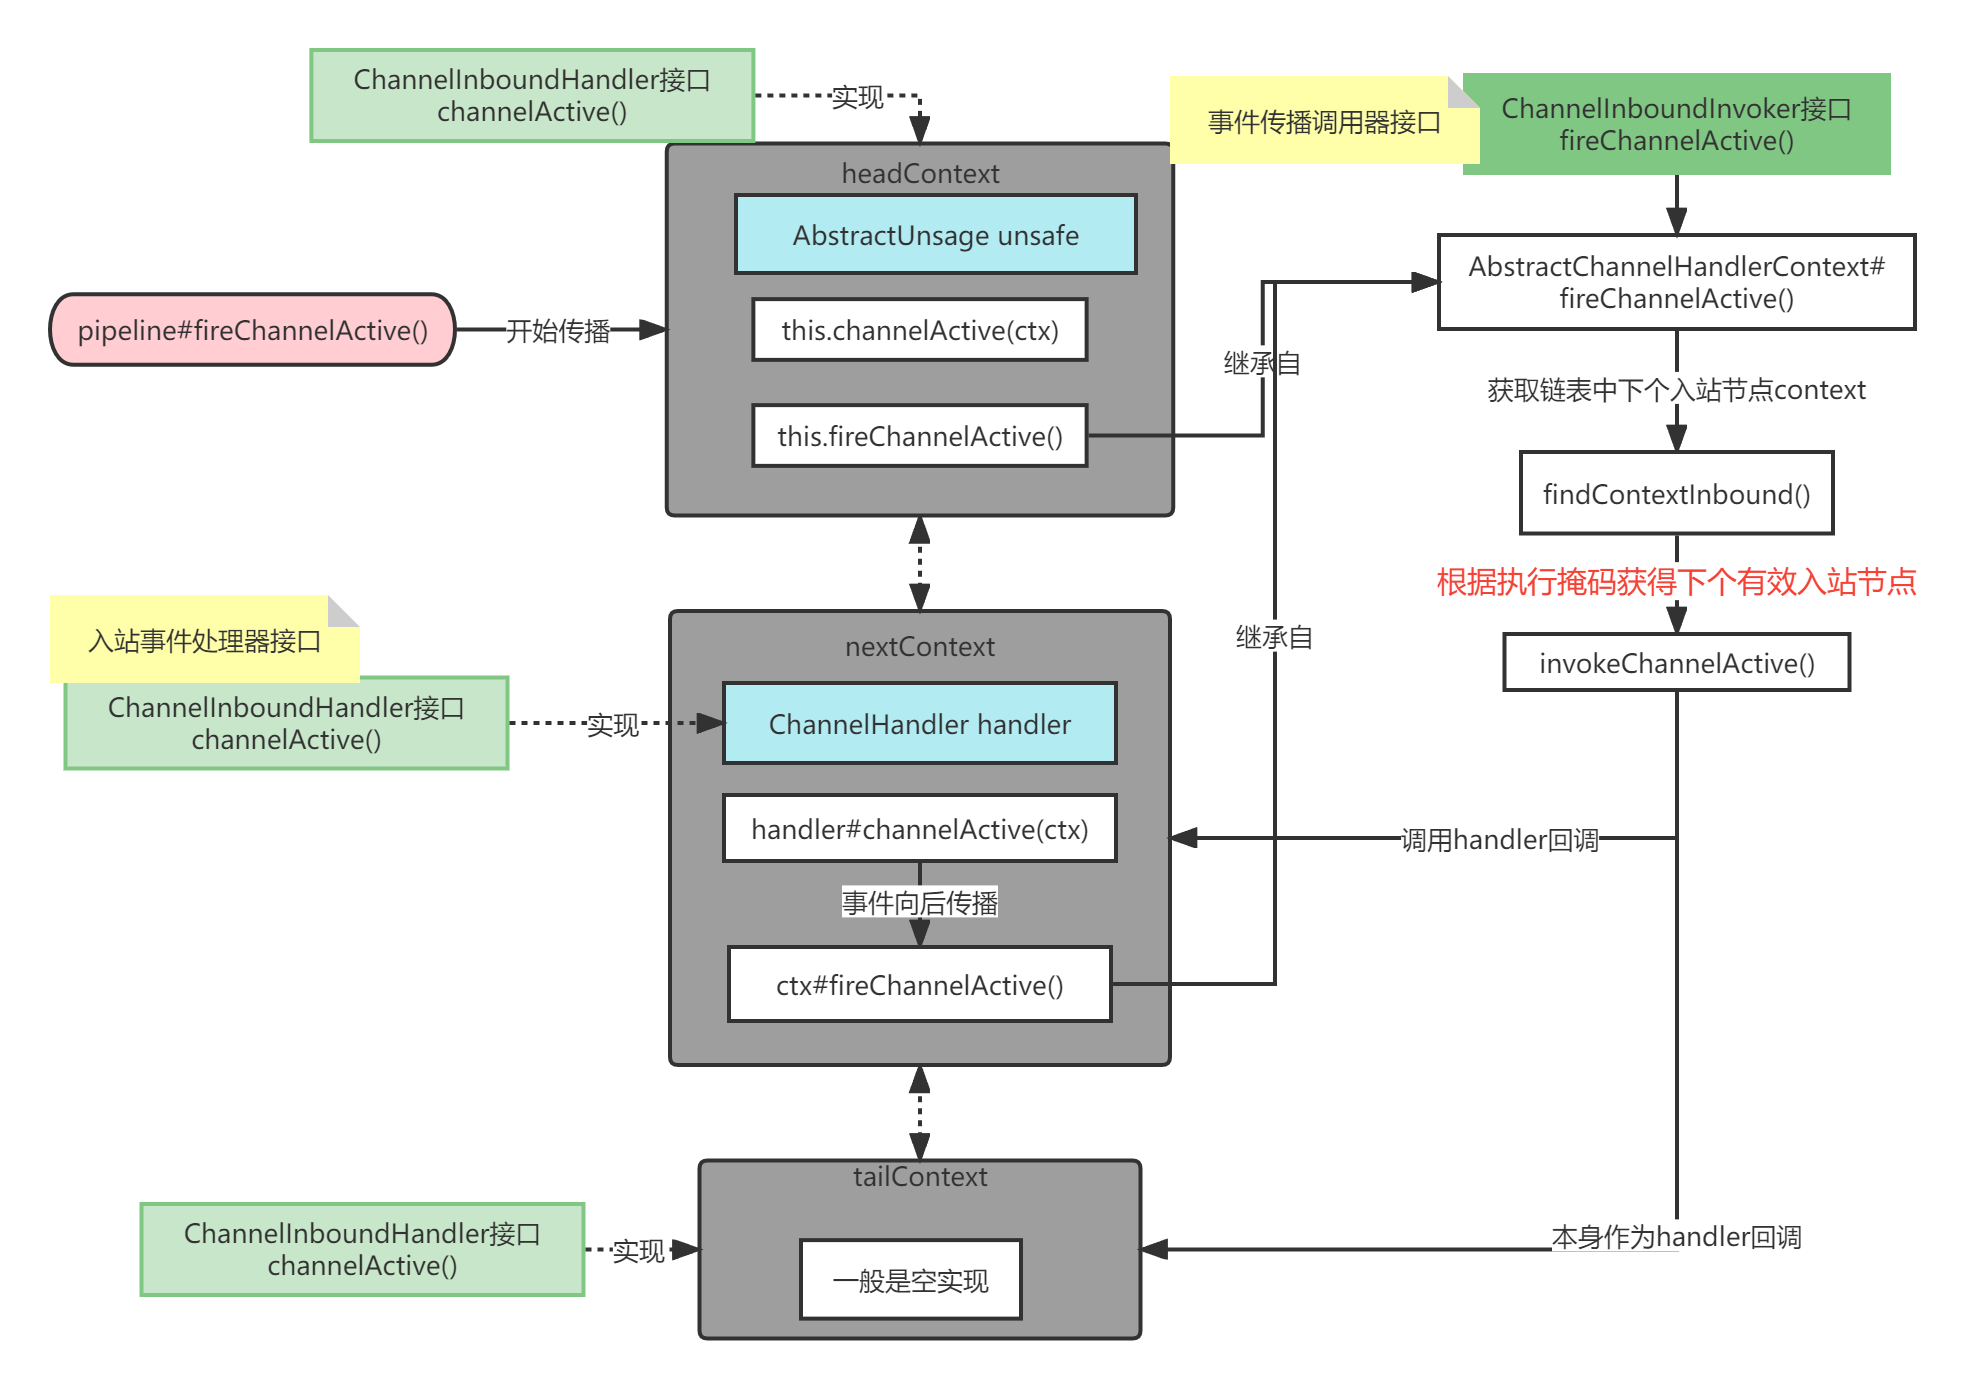 ChannelInboundHandler接口
channelActive()
实现
事件传播调用器接口
ChannelInboundInvoker接口
fireChannelActive()
headContext
AbstractUnsage unsafe
AbstractChannelHandlerContext#
fireChannelActive()
pipeline#fireChannelActive()
开始传播
this.channelActive(ctx)
继承自
获取链表中下个入站节点context
this.fireChannelActive()
findContextInbound()
根据执行掩码获得下个有效入站节点
入站事件处理器接口
nextContext
继承自
invokeChannelActive()
ChannelInboundHandler接口
channelActive()
实现
ChannelHandler handler
handler#channelActive(ctx)
调用handler回调
事件向后传播
ctx#fireChannelActive()
tailContext
ChannelInboundHandler接口
channelActive()
实现
本身作为handler回调
一般是空实现